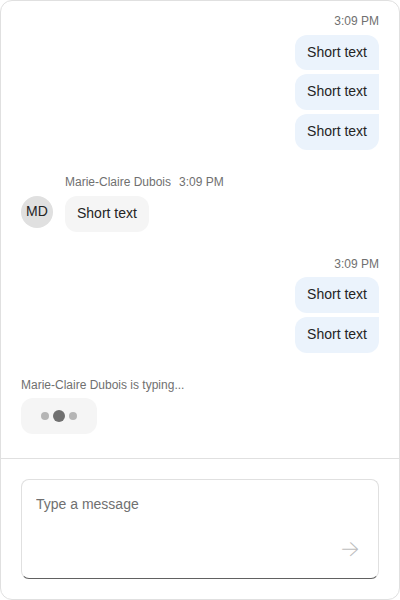 3:09 PM
Short text
Short text
Short text
Marie-Claire Dubois 3:09 PM
MD Short text
3:09 PM
Short text
Short text
Marie-Claire Dubois is typing...
Type a message